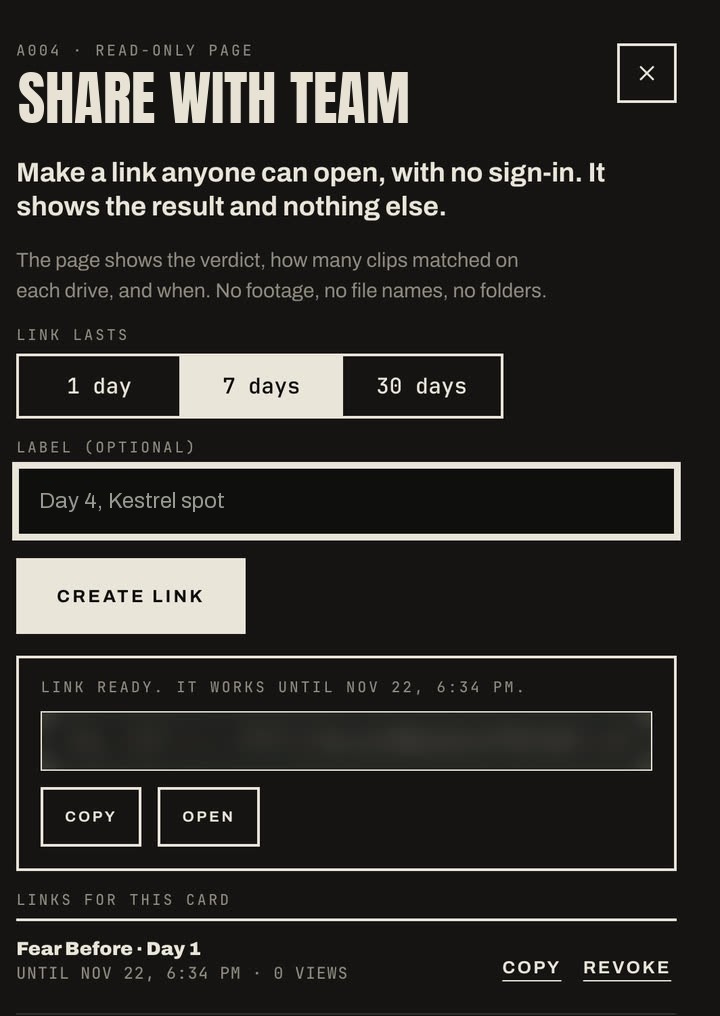 A004 · READ-ONLY PAGE
SHARE WITH TEAM
×
Make a link anyone can open, with no sign-in. It
shows the result and nothing else.
The page shows the verdict, how many clips matched on
each drive, and when. No footage, no file names, no folders.
LINK LASTS
1 day 7 days 30 days
LABEL (OPTIONAL)
Day 4, Kestrel spot
CREATE LINK
LINK READY. IT WORKS UNTIL NOV 22, 6:34 PM.
COPY OPEN
LINKS FOR THIS CARD
Fear Before · Day 1
UNTIL NOV 22, 6:34 PM · 0 VIEWS
COPY REVOKE